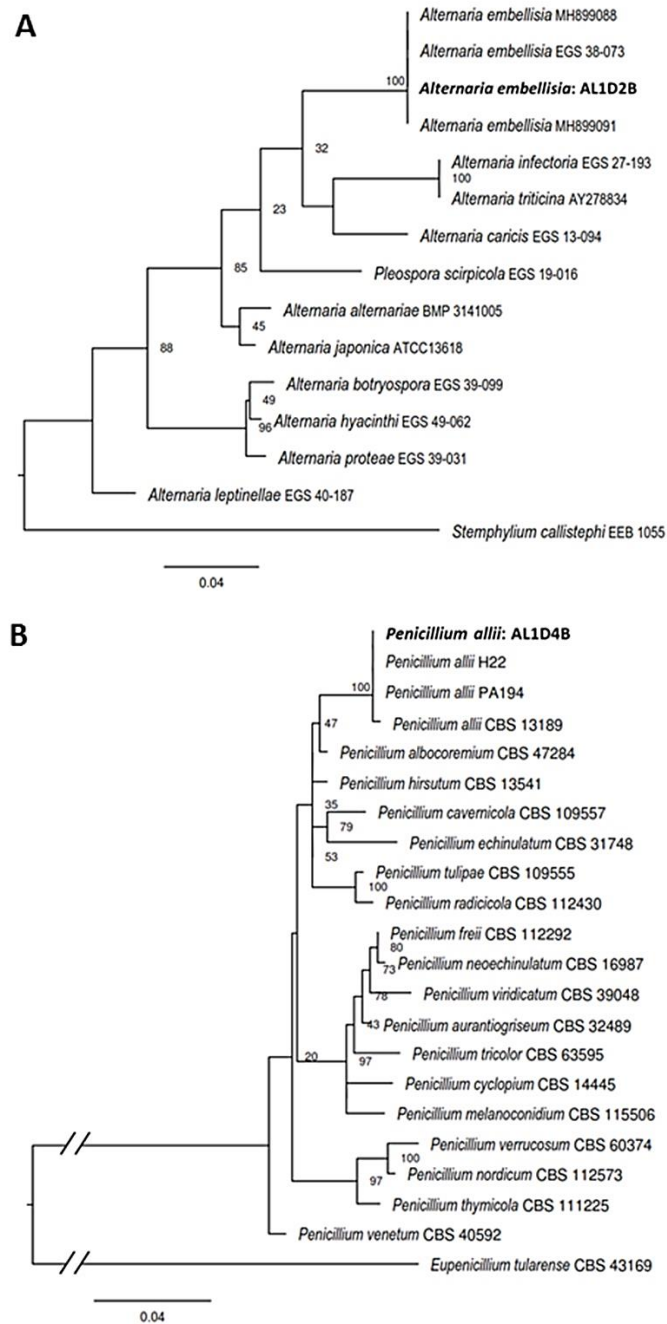 A
Alternaria embellisia MH899088
Alternaria embellisia EGS 38-073
100
Alternaria embellisia: AL1D2B
Alternaria embellisia MH899091
32
Alternaria infectoria EGS 27-193
100
Alternaria triticina AY278834
23
Alternaria caricis EGS 13-094
85
Pleospora scirpicola EGS 19-016
Alternaria alternariae BMP 3141005
45
Alternaria japonica ATCC13618
88
Alternaria botryospora EGS 39-099
49
Alternaria hyacinthi EGS 49-062
96
Alternaria proteae EGS 39-031
Alternaria leptinellae EGS 40-187
Stemphylium callistephi EEB 1055
0.04
B
Penicillium allii: AL1D4B
Penicillium allii H22
100
Penicillium allii PA194
Penicillium allii CBS 13189
47
Penicillium albocoremium CBS 47284
Penicillium hirsutum CBS 13541
35
Penicillium cavernicola CBS 109557
79
Penicillium echinulatum CBS 31748
53
Penicillium tulipae CBS 109555
100
Penicillium radicicola CBS 112430
Penicillium freii CBS 112292
80
Penicillium neoechinulatum CBS 16987
73
Penicillium viridicatum CBS 39048
78
Penicillium aurantiogriseum CBS 32489
43
Penicillium tricolor CBS 63595
97
20
Penicillium cyclopium CBS 14445
Penicillium melanoconidium CBS 115506
Penicillium verrucosum CBS 60374
100
Penicillium nordicum CBS 112573
97
Penicillium thymicola CBS 111225
Penicillium venetum CBS 40592
Eupenicillium tularense CBS 43169
0.04